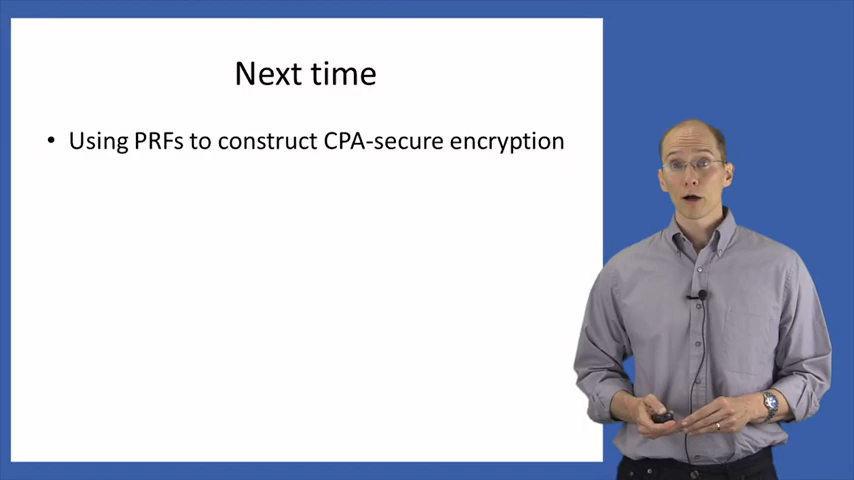 Next time
• Using PRFs to construct CPA-secure encryption